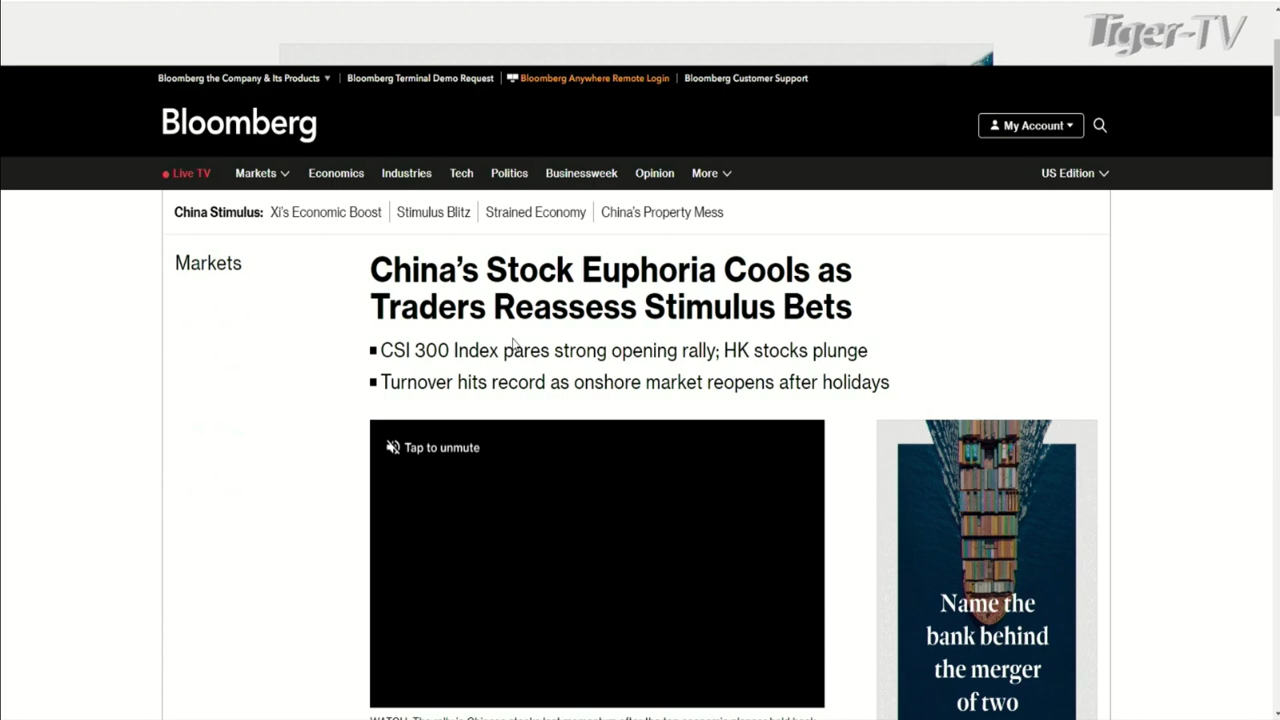 Tiger-TV
Bloomberg the Company & Its Products ▼ | Bloomberg Terminal Demo Request | Bloomberg Anywhere Remote Login | Bloomberg Customer Support
Bloomberg
My Account
Live TV Markets Economics Industries Tech Politics Businessweek Opinion More US Edition
China Stimulus: Xi's Economic Boost | Stimulus Blitz | Strained Economy | China's Property Mess
Markets
China's Stock Euphoria Cools as
Traders Reassess Stimulus Bets
CSI 300 Index pares strong opening rally; HK stocks plunge
Turnover hits record as onshore market reopens after holidays
Tap to unmute
Name the
bank behind
the merger
of two